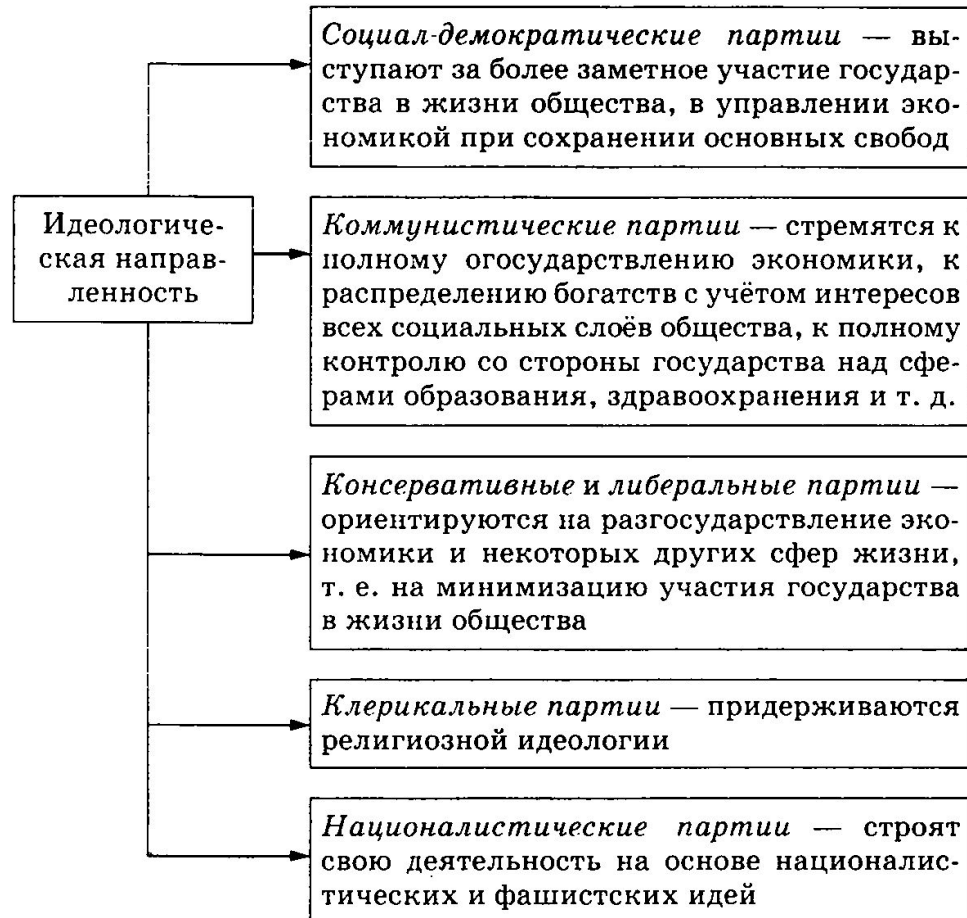 Социал-демократические партии — вы-
ступают за более заметное участие государ-
ства в жизни общества, в управлении эко-
номикой при сохранении основных свобод
Идеологиче-
ская направ-
ленность
Коммунистические партии — стремятся к
полному огосударствлению экономики, к
распределению богатств с учётом интересов
всех социальных слоёв общества, к полному
контролю со стороны государства над сфе-
рами образования, здравоохранения и т. д.
Консервативные и либеральные партии —
ориентируются на разгосударствление эко-
номики и некоторых других сфер жизни,
т. е. на минимизацию участия государства
в жизни общества
Клерикальные партии — придерживаются
религиозной идеологии
Националистические партии — строят
свою деятельность на основе националис-
тических и фашистских идей